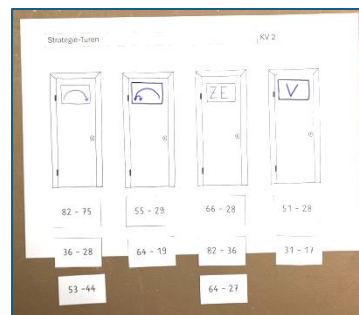 Strategie-Türen KV 2
ZE V
82 - 75 55 - 29 66 - 28 51 - 28
36 - 28 64 - 19 82 - 36 31 - 17
53 - 44 64 - 27